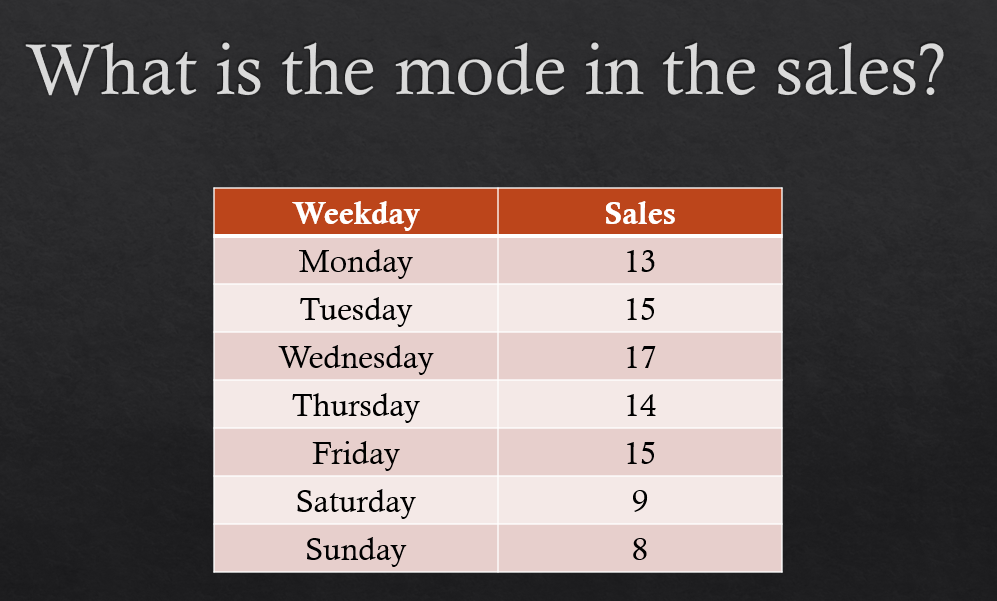 What is the mode in the sales?
Weekday Sales
Monday 13
Tuesday 15
Wednesday 17
Thursday 14
Friday 15
Saturday 9
Sunday 8